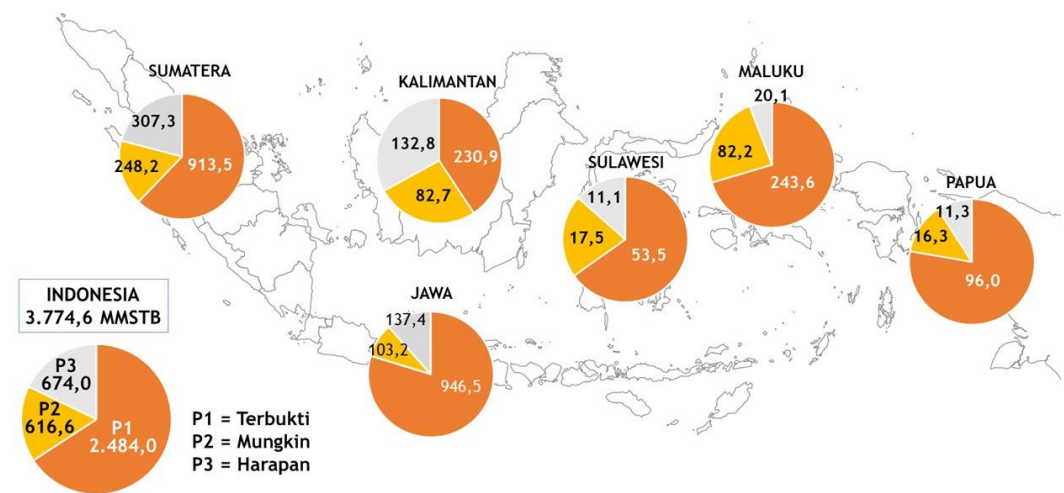 SUMATERA
307,3
248,2
913,5
KALIMANTAN
132,8
230,9
82,7
MALUKU
20,1
82,2
243,6
SULAWESI
11,1
17,5
53,5
PAPUA
11,3
16,3
96,0
JAWA
137,4
103,2
946,5
INDONESIA
3.774,6 MMSTB
P3
674,0
P2
616,6
P1
2.484,0
P1 = Terbukti
P2 = Mungkin
P3 = Harapan